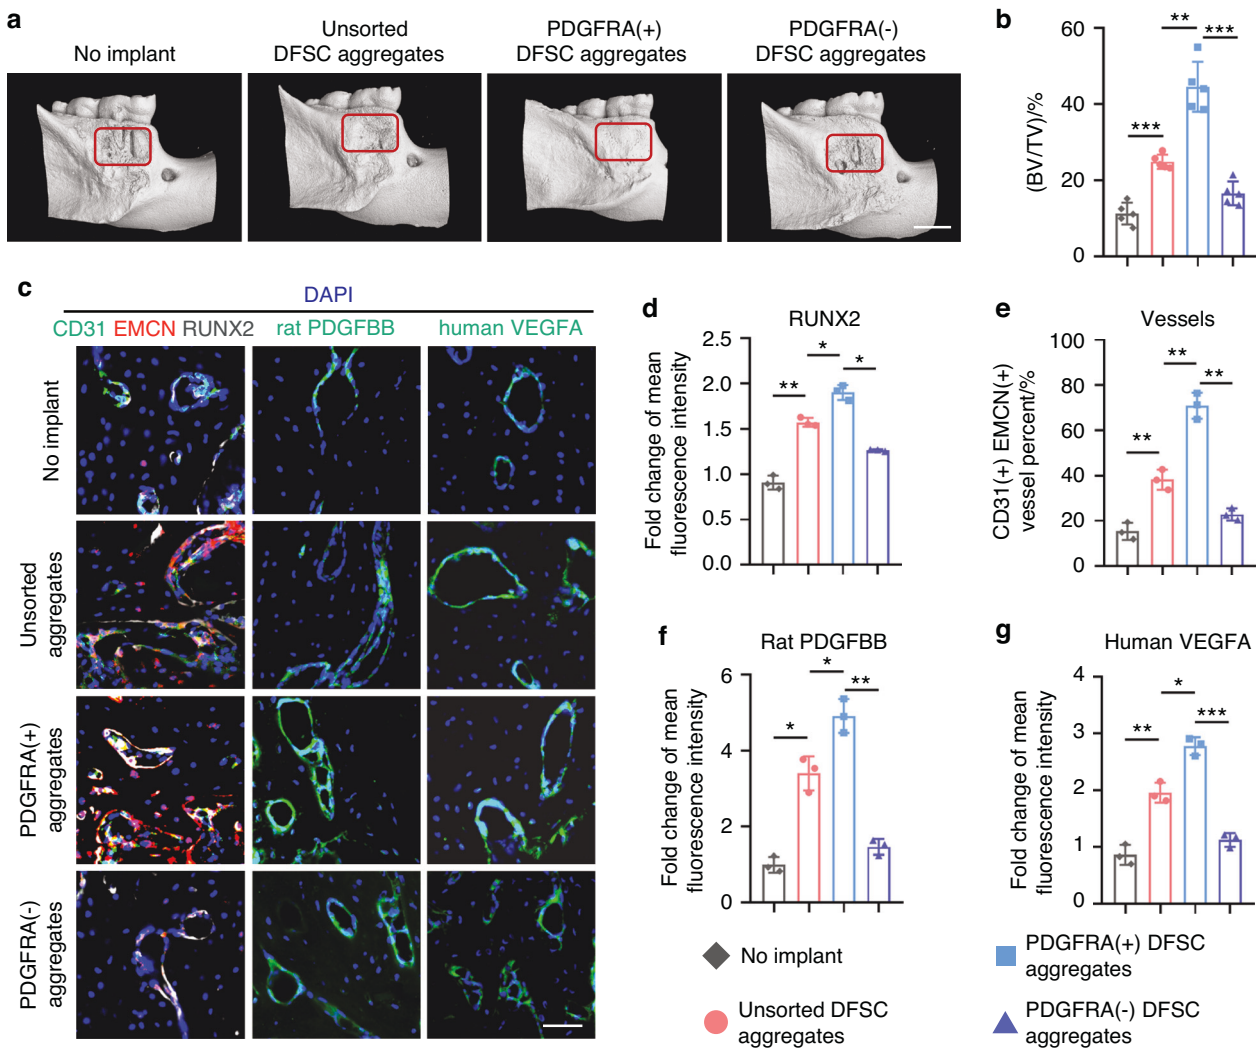 a
No implant
Unsorted
DFSC aggregates
PDGFRA(+)
DFSC aggregates
PDGFRA(-)
DFSC aggregates
b
(BV/TV)/%
60
40
20
0
***
**
***
c
DAPI
CD31 EMCN RUNX2
rat PDGFBB
human VEGFA
No implant
Unsorted
aggregates
PDGFRA(+)
aggregates
PDGFRA(-)
aggregates
d
RUNX2
Fold change of mean
fluorescence intensity
2.5
2.0
1.5
1.0
0.5
0.0
**
*
*
e
Vessels
CD31(+) EMCN(+)
vessel percent/%
100
80
60
40
20
0
**
**
**
f
Rat PDGFBB
Fold change of mean
fluorescence intensity
6
4
2
0
*
*
**
g
Human VEGFA
Fold change of mean
fluorescence intensity
4
3
2
1
0
**
*
***
No implant
Unsorted DFSC
aggregates
PDGFRA(+) DFSC
aggregates
PDGFRA(-) DFSC
aggregates